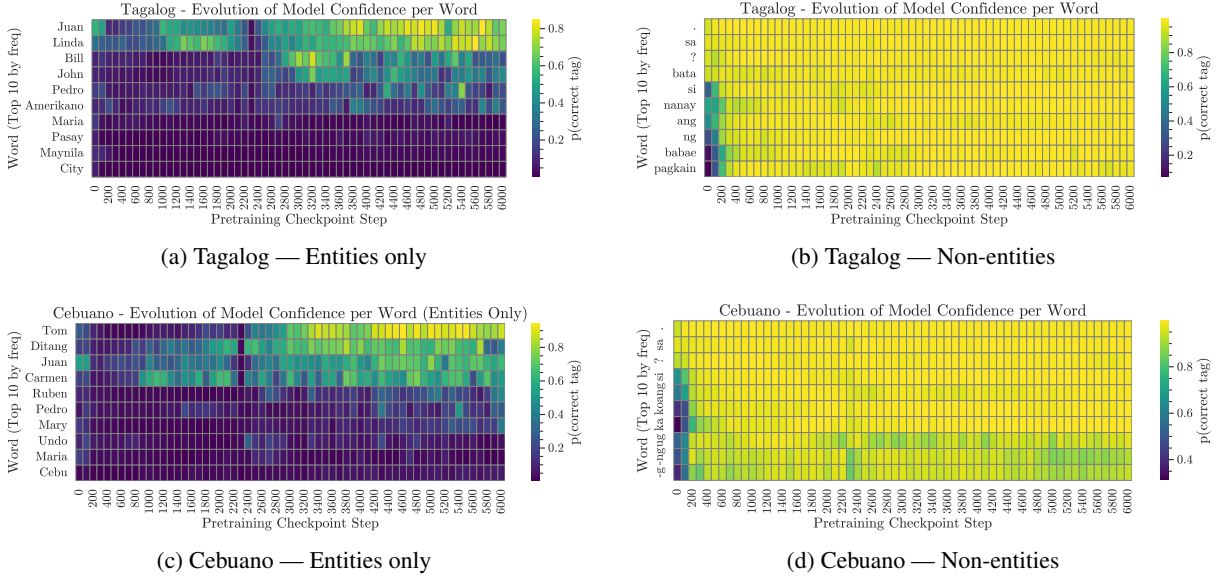 Tagalog - Evolution of Model Confidence per Word
Word (Top 10 by freq)
Juan
Linda
Bill
John
Pedro
Amerikano
Maria
Pasay
Maynila
City
0 200 400 600 800 1000 1200 1400 1600 1800 2000 2200 2400 2600 2800 3000 3200 3400 3600 3800 4000 4200 4400 4600 4800 5000 5200 5400 5600 5800 6000
Pretraining Checkpoint Step
0.8
0.6
0.4
0.2
p(correct tag)
(a) Tagalog — Entities only
Tagalog - Evolution of Model Confidence per Word
Word (Top 10 by freq)
.
sa
?
bata
si
nanay
ang
ng
babae
pagkain
0 200 400 600 800 1000 1200 1400 1600 1800 2000 2200 2400 2600 2800 3000 3200 3400 3600 3800 4000 4200 4400 4600 4800 5000 5200 5400 5600 5800 6000
Pretraining Checkpoint Step
0.8
0.6
0.4
0.2
p(correct tag)
(b) Tagalog — Non-entities
Cebuano - Evolution of Model Confidence per Word (Entities Only)
Word (Top 10 by freq)
Tom
Ditang
Juan
Carmen
Ruben
Pedro
Mary
Undo
Maria
Cebu
0 200 400 600 800 1000 1200 1400 1600 1800 2000 2200 2400 2600 2800 3000 3200 3400 3600 3800 4000 4200 4400 4600 4800 5000 5200 5400 5600 5800 6000
Pretraining Checkpoint Step
0.8
0.6
0.4
0.2
p(correct tag)
(c) Cebuano — Entities only
Cebuano - Evolution of Model Confidence per Word
Word (Top 10 by freq)
.
sa
?
si
ang
ko
ka
ug
-ng
-g
0 200 400 600 800 1000 1200 1400 1600 1800 2000 2200 2400 2600 2800 3000 3200 3400 3600 3800 4000 4200 4400 4600 4800 5000 5200 5400 5600 5800 6000
Pretraining Checkpoint Step
0.8
0.6
0.4
p(correct tag)
(d) Cebuano — Non-entities